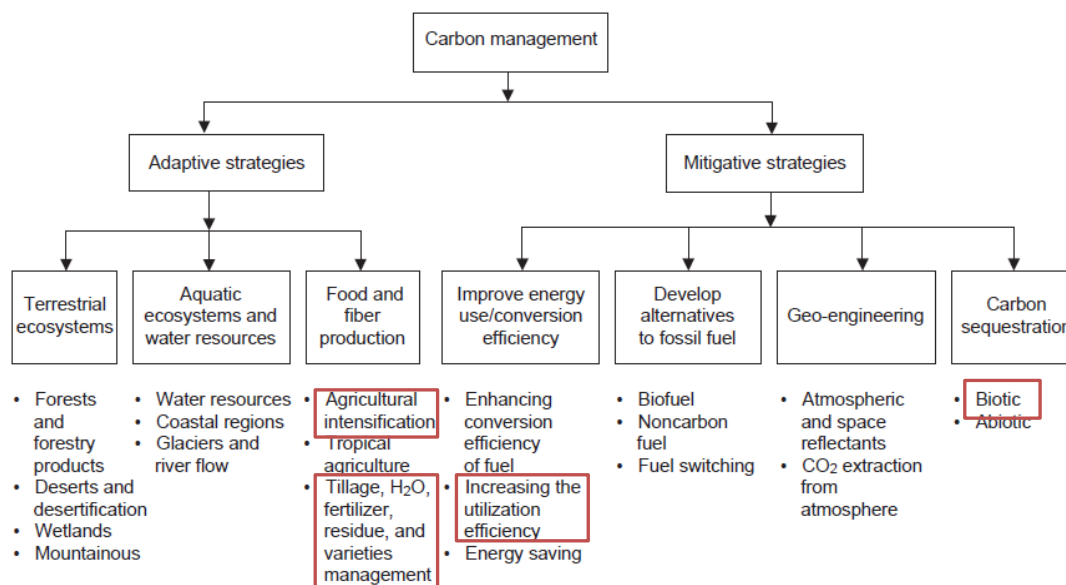 Carbon management
Adaptive strategies
Mitigative strategies
Terrestrial
ecosystems
Aquatic
ecosystems and
water resources
Food and
fiber
production
Improve energy
use/conversion
efficiency
Develop
alternatives
to fossil fuel
Geo-engineering
Carbon
sequestration
• Forests
and
forestry
products
• Deserts and
desertification
• Wetlands
• Mountainous
• Water resources
• Coastal regions
• Glaciers and
river flow
• Agricultural
intensification
• Tropical
agriculture
• Tillage, H₂O,
fertilizer,
residue, and
varieties
management
• Enhancing
conversion
efficiency
of fuel
• Increasing the
utilization
efficiency
• Energy saving
• Biofuel
• Noncarbon
fuel
• Fuel switching
• Atmospheric
and space
reflectants
• CO₂ extraction
from
atmosphere
• Biotic
• Abiotic